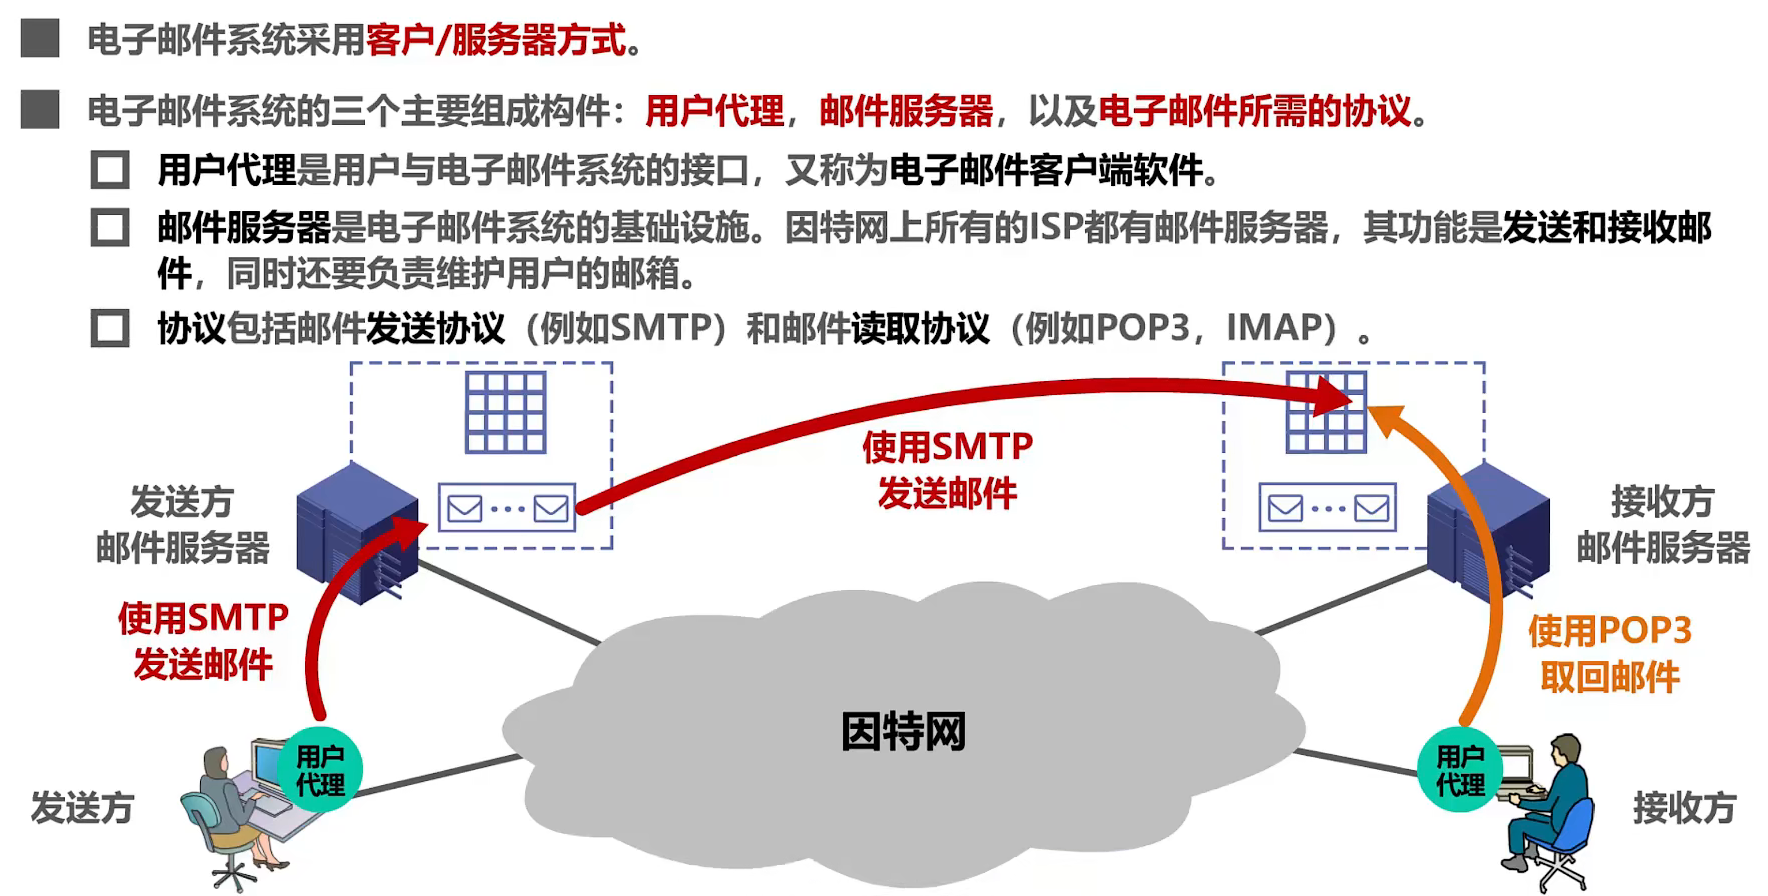 电子邮件系统采用客户/服务器方式。
电子邮件系统的三个主要组成构件：用户代理，邮件服务器，以及电子邮件所需的协议。
用户代理是用户与电子邮件系统的接口，又称为电子邮件客户端软件。
邮件服务器是电子邮件系统的基础设施。因特网上所有的ISP都有邮件服务器，其功能是发送和接收邮
件，同时还要负责维护用户的邮箱。
协议包括邮件发送协议（例如SMTP）和邮件读取协议（例如POP3，IMAP）。
使用SMTP
发送邮件
发送方
邮件服务器
接收方
邮件服务器
使用SMTP
发送邮件
使用POP3
取回邮件
因特网
用户
代理
用户
代理
发送方
接收方